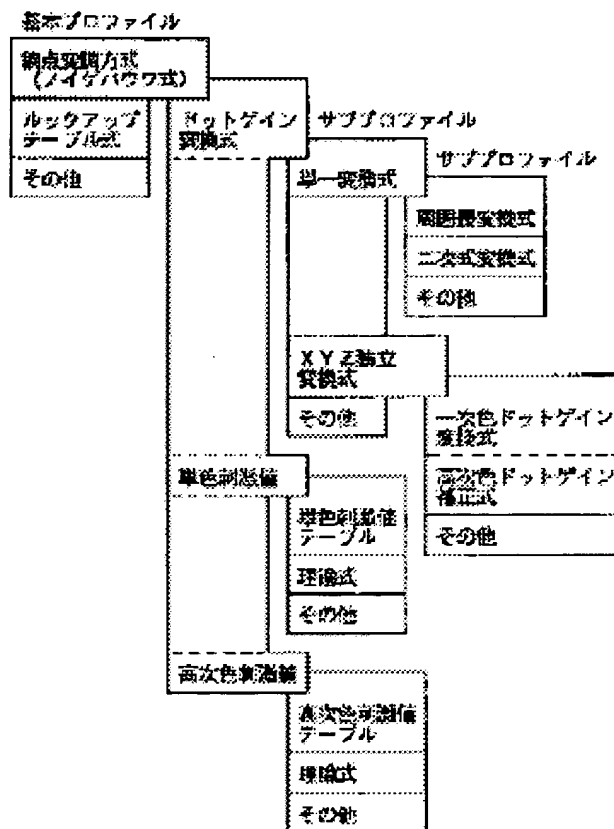 基本プロファイル
網点変調方式
(ノイゲバウワ式)
ルックアップ
テーブル式
その他
ドットゲイン
変換式
サブプロファイル
単一変換式
サブプロファイル
周囲長変換式
二次式変換式
その他
XYZ独立
変換式
その他
一次色ドットゲイン
変換式
高次色ドットゲイン
補正式
その他
単色刺激値
単色刺激値
テーブル
理論式
その他
高次色刺激値
高次色刺激値
テーブル
理論式
その他